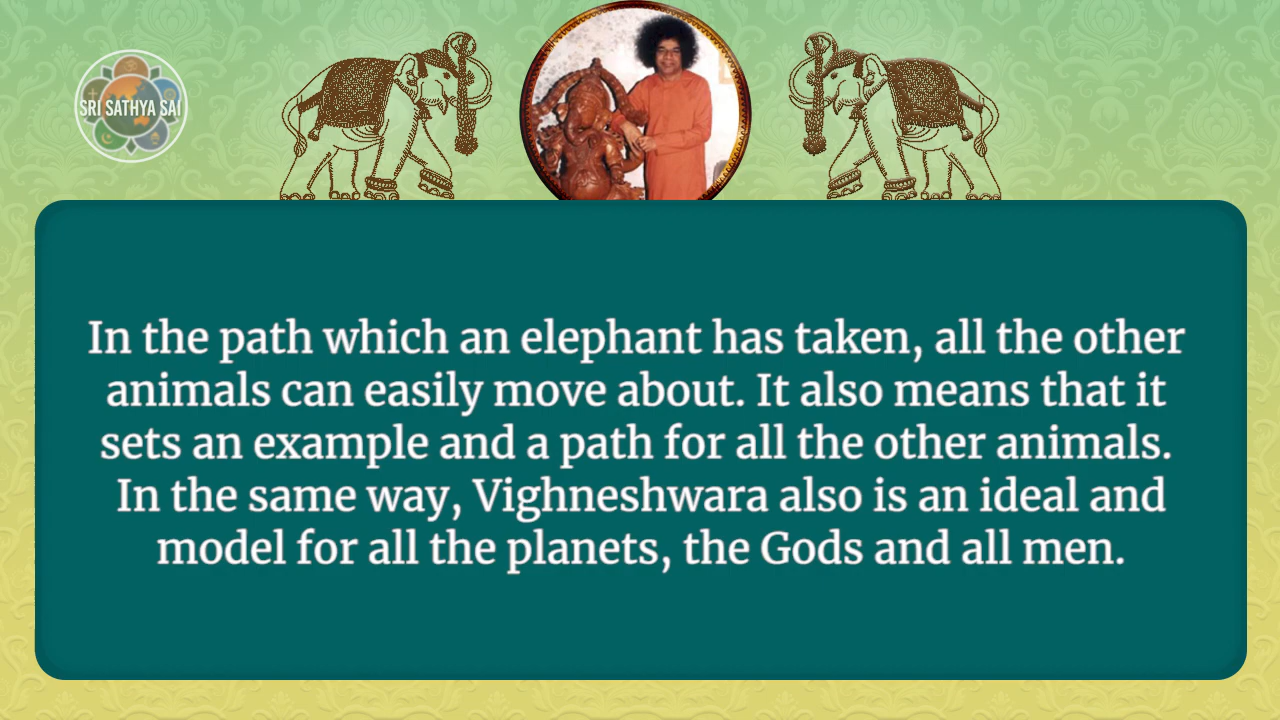 SRI SATHYA SAI
In the path which an elephant has taken, all the other
animals can easily move about. It also means that it
sets an example and a path for all the other animals.
In the same way, Vighneshwara also is an ideal and
model for all the planets, the Gods and all men.